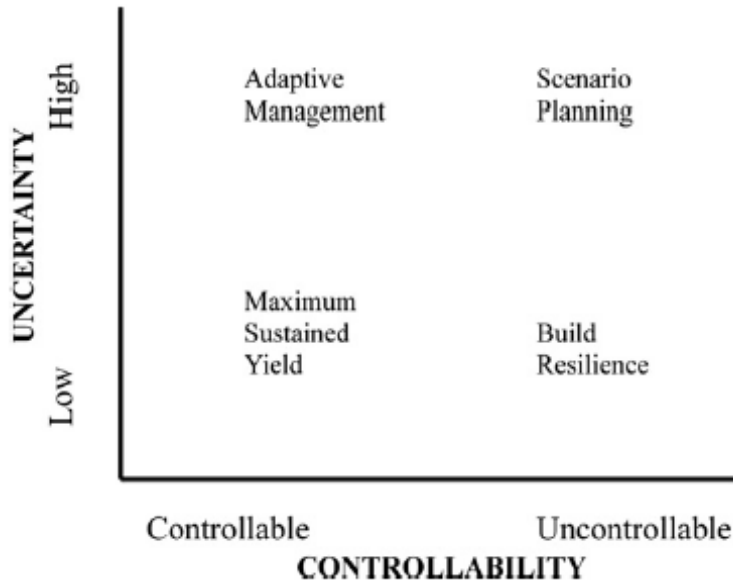 UNCERTAINTY
High
Low
Adaptive
Management
Scenario
Planning
Maximum
Sustained
Yield
Build
Resilience
Controllable
Uncontrollable
CONTROLLABILITY